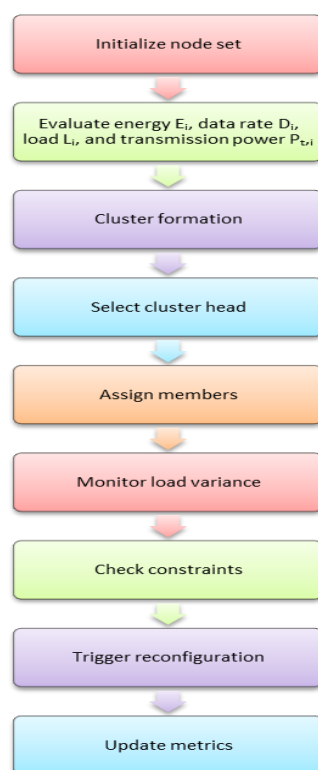 Initialize node set
Evaluate energy Eᵢ, data rate Dᵢ,
load Lᵢ, and transmission power Pₜ,ᵢ
Cluster formation
Select cluster head
Assign members
Monitor load variance
Check constraints
Trigger reconfiguration
Update metrics